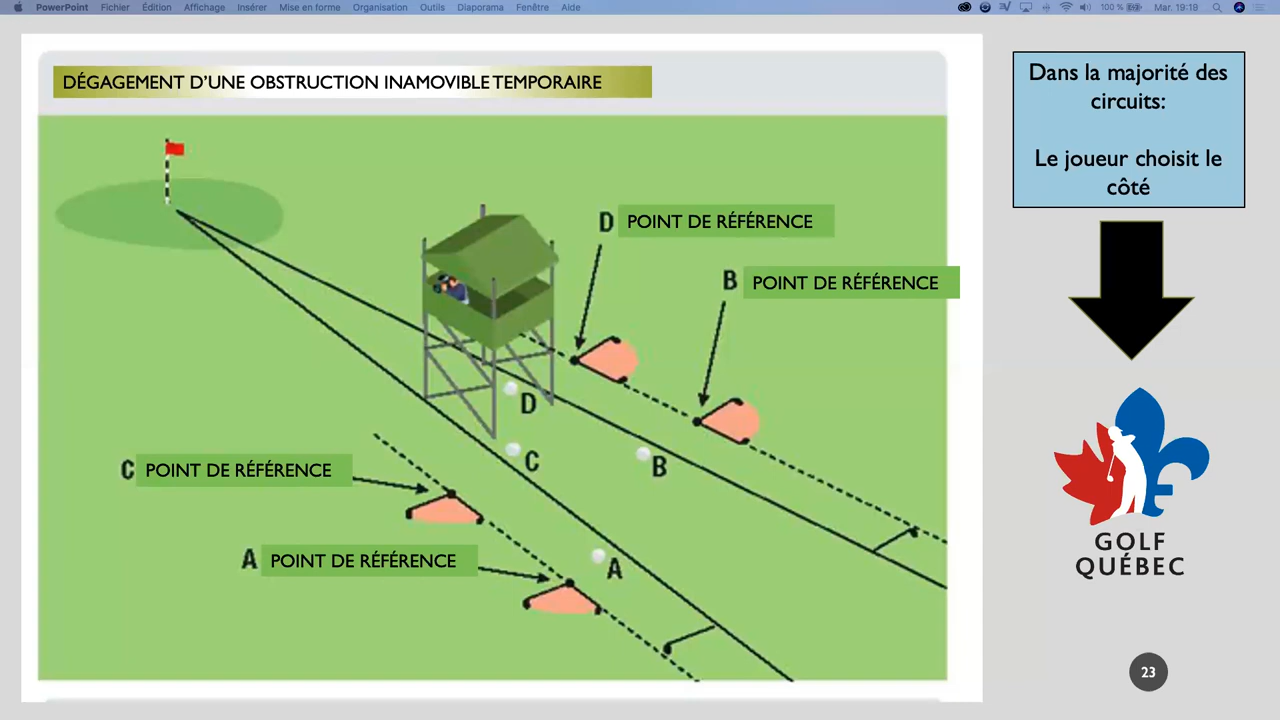 PowerPoint Fichier Édition Affichage Insérer Mise en forme Organisation Outils Diaporama Fenêtre Aide 100 % Mar. 19:19
DÉGAGEMENT D'UNE OBSTRUCTION INAMOVIBLE TEMPORAIRE
Dans la majorité des
circuits:
Le joueur choisit le
côté
D POINT DE RÉFÉRENCE
B POINT DE RÉFÉRENCE
D
C
B
C POINT DE RÉFÉRENCE
A POINT DE RÉFÉRENCE
A
GOLF
QUÉBEC
23